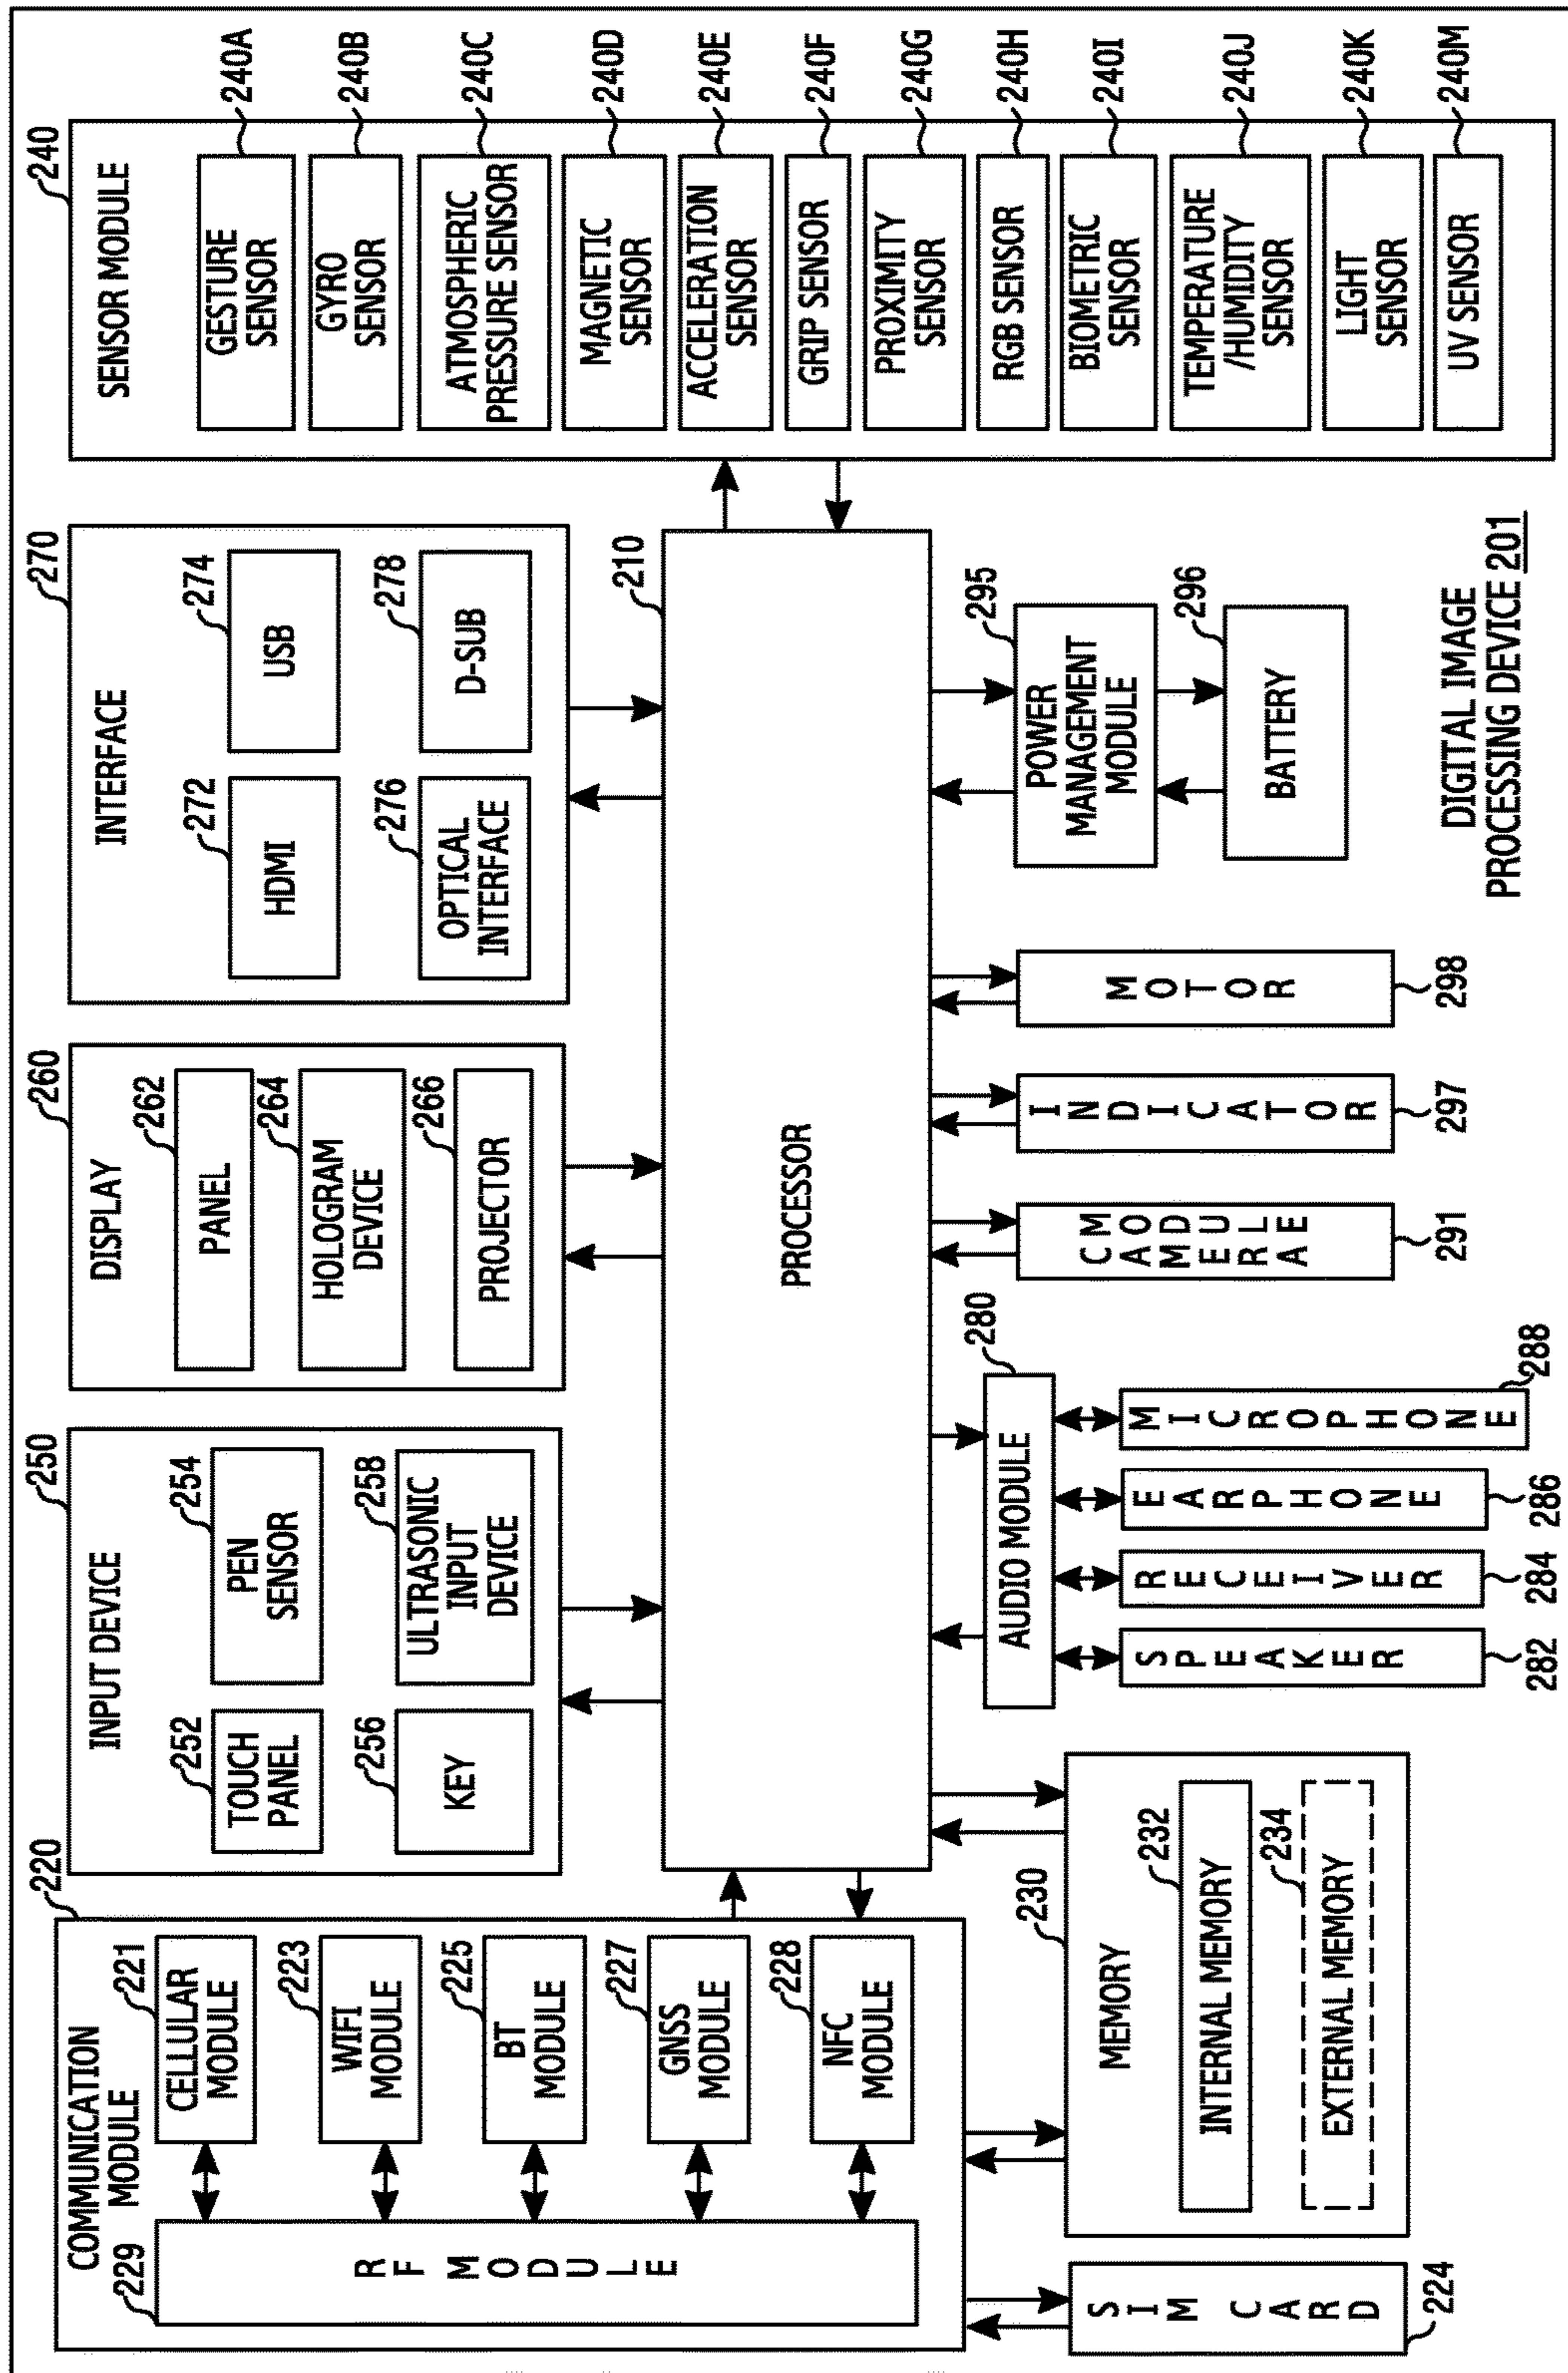 COMMUNICATION
MODULE
220
229
RF MODULE
221
CELLULAR
MODULE
223
WIFI
MODULE
225
BT
MODULE
227
GNSS
MODULE
228
NFC
MODULE
SIM CARD
224
250
INPUT DEVICE
252
TOUCH
PANEL
254
PEN
SENSOR
256
KEY
258
ULTRASONIC
INPUT
DEVICE
260
DISPLAY
262
PANEL
264
HOLOGRAM
DEVICE
266
PROJECTOR
270
INTERFACE
272
HDMI
274
USB
276
OPTICAL
INTERFACE
278
D-SUB
240
SENSOR MODULE
GESTURE
SENSOR
240A
GYRO
SENSOR
240B
ATMOSPHERIC
PRESSURE SENSOR
240C
MAGNETIC
SENSOR
240D
ACCELERATION
SENSOR
240E
GRIP SENSOR
240F
PROXIMITY
SENSOR
240G
RGB SENSOR
240H
BIOMETRIC
SENSOR
240I
TEMPERATURE
/HUMIDITY
SENSOR
240J
LIGHT
SENSOR
240K
UV SENSOR
240M
210
PROCESSOR
230
MEMORY
232
INTERNAL MEMORY
234
EXTERNAL MEMORY
280
AUDIO MODULE
SPEAKER
282
RECEIVER
284
EARPHONE
286
MICROPHONE
288
CAMERA
MODULE
291
INDICATOR
297
MOTOR
298
295
POWER
MANAGEMENT
MODULE
296
BATTERY
DIGITAL IMAGE
PROCESSING DEVICE 201